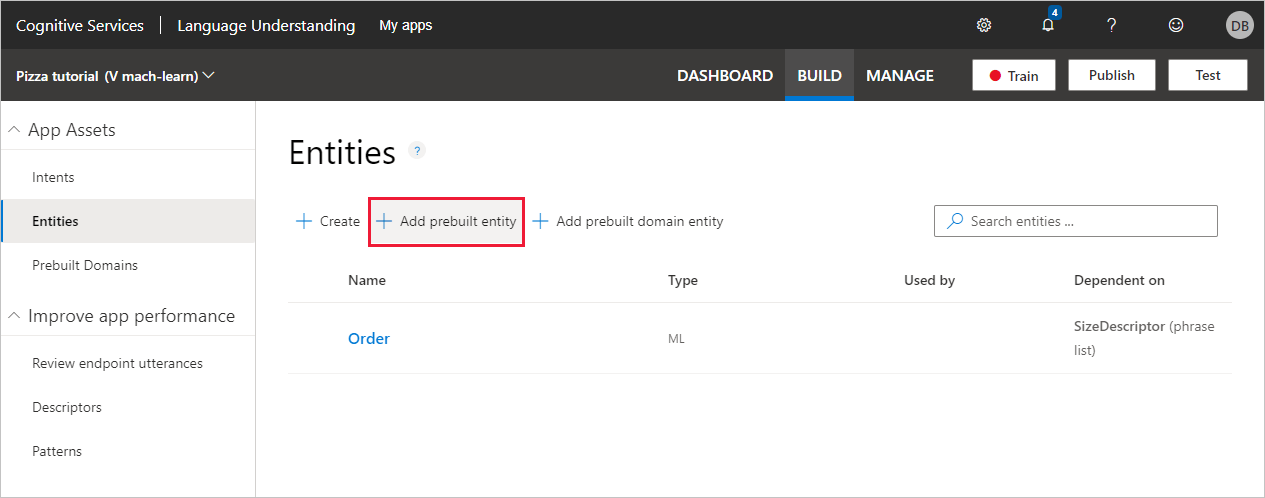 Cognitive Services Language Understanding My apps 4 ? DB
Pizza tutorial (V mach-learn) DASHBOARD BUILD MANAGE Train Publish Test
App Assets
Intents
Entities
Prebuilt Domains
Improve app performance
Review endpoint utterances
Descriptors
Patterns
Entities ?
Create Add prebuilt entity Add prebuilt domain entity Search entities ...
Name Type Used by Dependent on
Order ML SizeDescriptor (phrase
list)